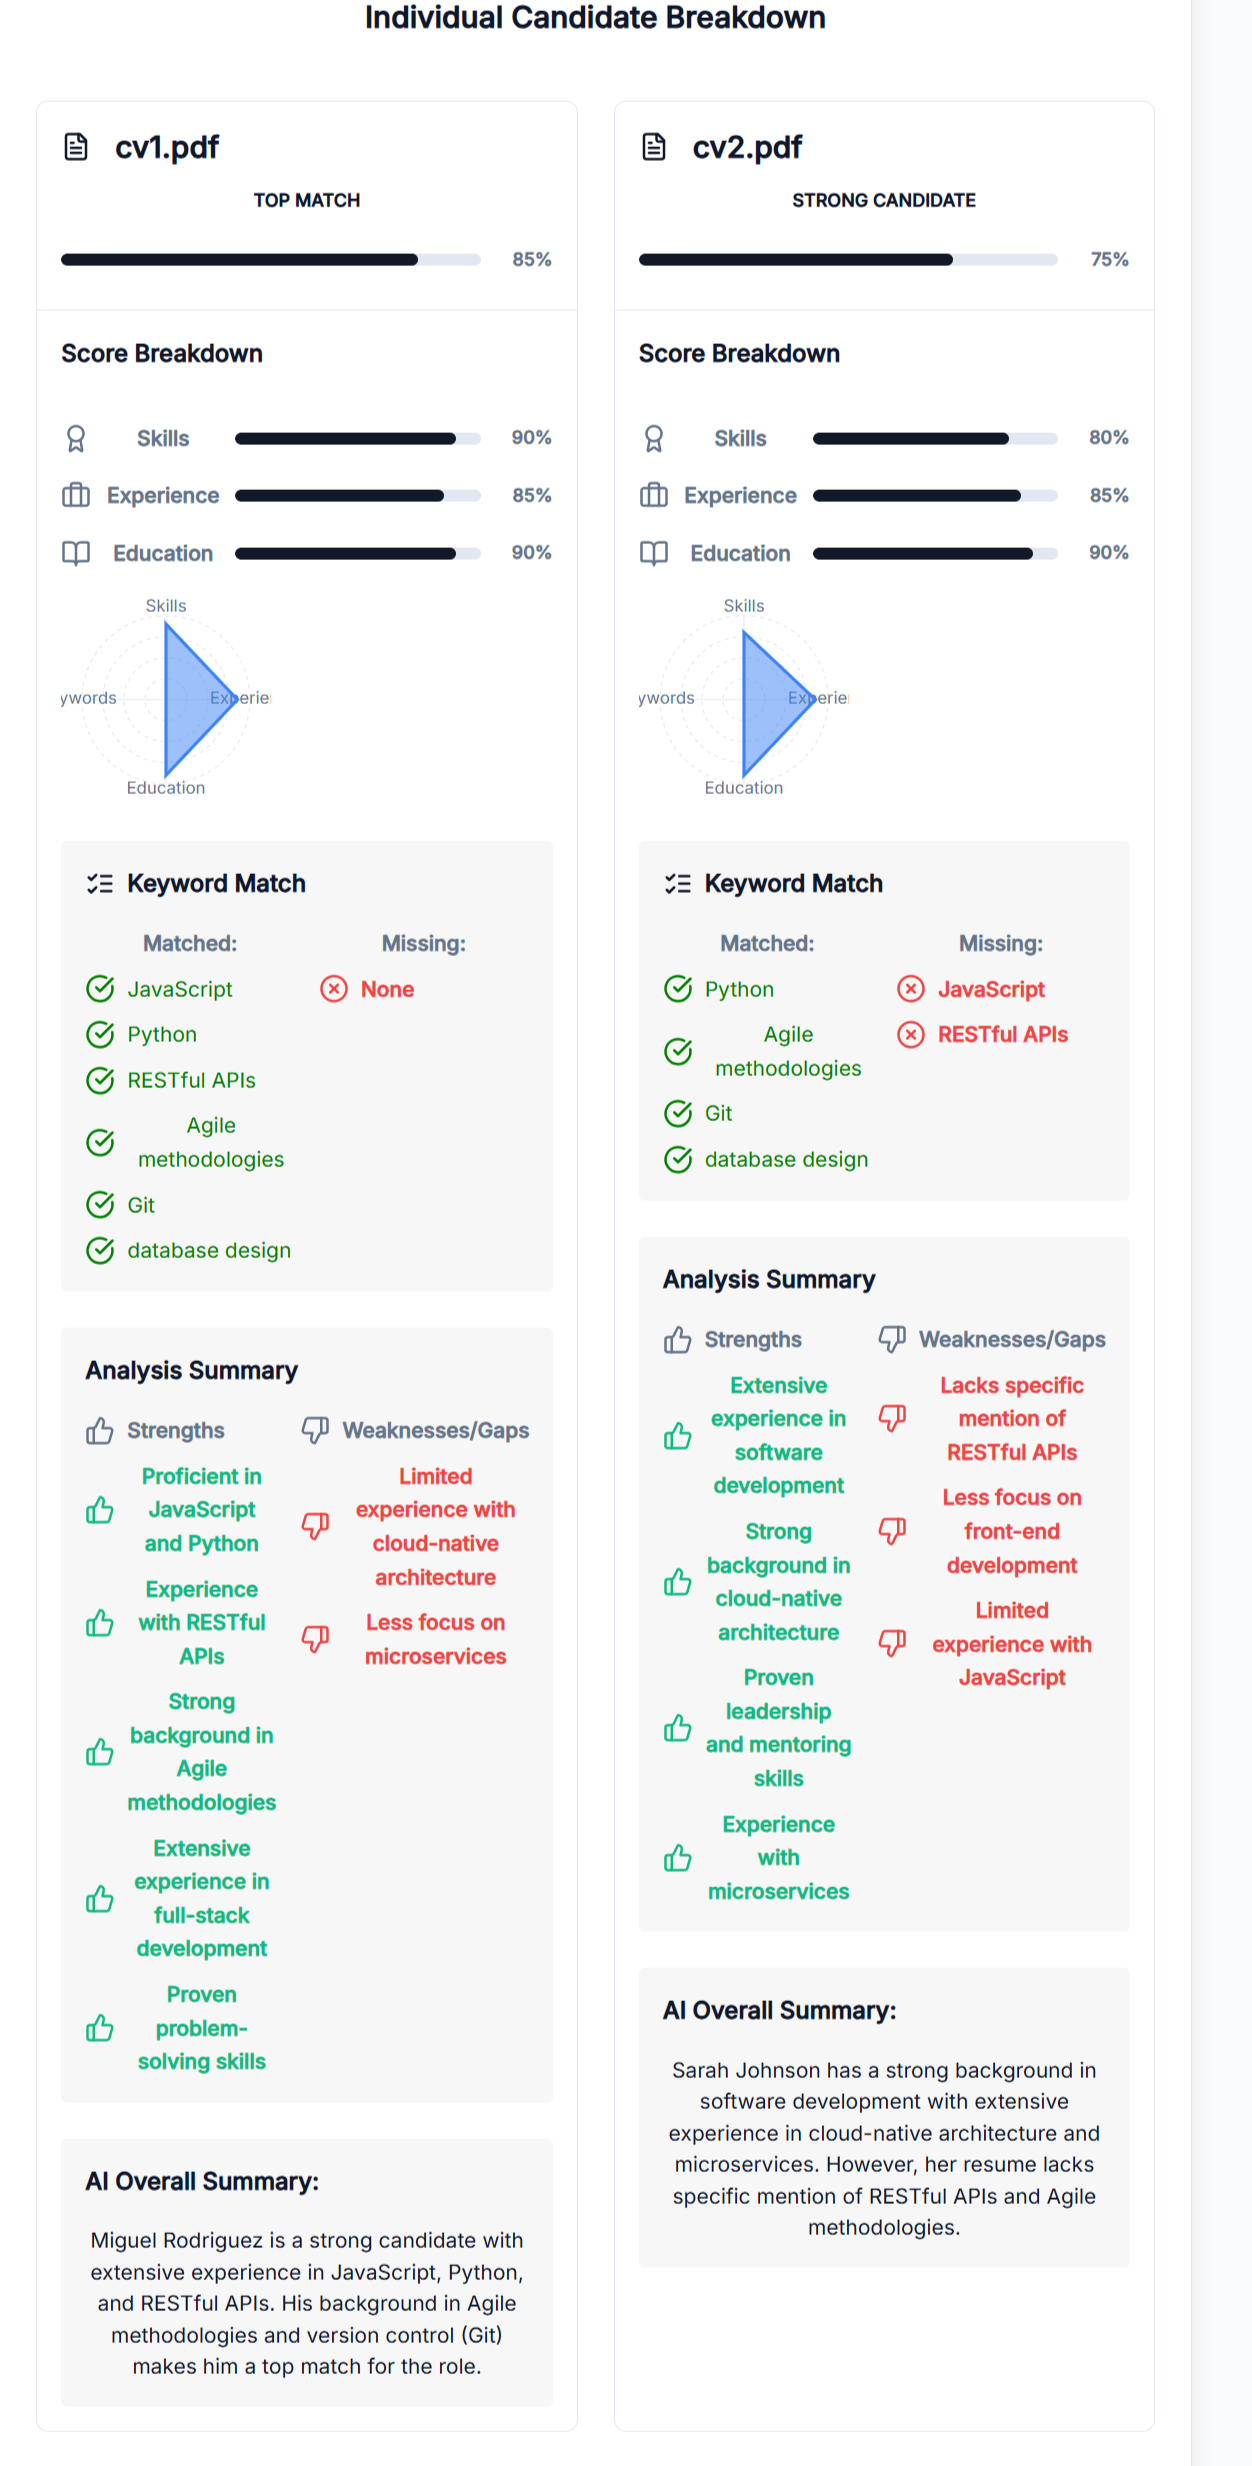 Individual Candidate Breakdown
cv1.pdf
TOP MATCH
85%
Score Breakdown
Skills 90%
Experience 85%
Education 90%
Skills
ywords Experie
Education
Keyword Match
Matched: Missing:
JavaScript None
Python
RESTful APIs
Agile
methodologies
Git
database design
Analysis Summary
Strengths Weaknesses/Gaps
Proficient in
JavaScript
and Python
Experience
with RESTful
APIs
Strong
background in
Agile
methodologies
Extensive
experience in
full-stack
development
Proven
problem-
solving skills
Limited
experience with
cloud-native
architecture
Less focus on
microservices
AI Overall Summary:
Miguel Rodriguez is a strong candidate with
extensive experience in JavaScript, Python,
and RESTful APIs. His background in Agile
methodologies and version control (Git)
makes him a top match for the role.
cv2.pdf
STRONG CANDIDATE
75%
Score Breakdown
Skills 80%
Experience 85%
Education 90%
Skills
ywords Experie
Education
Keyword Match
Matched: Missing:
Python
Agile
methodologies
Git
database design
JavaScript
RESTful APIs
Analysis Summary
Strengths Weaknesses/Gaps
Extensive
experience in
software
development
Strong
background in
cloud-native
architecture
Proven
leadership
and mentoring
skills
Experience
with
microservices
Lacks specific
mention of
RESTful APIs
Less focus on
front-end
development
Limited
experience with
JavaScript
AI Overall Summary:
Sarah Johnson has a strong background in
software development with extensive
experience in cloud-native architecture and
microservices. However, her resume lacks
specific mention of RESTful APIs and Agile
methodologies.